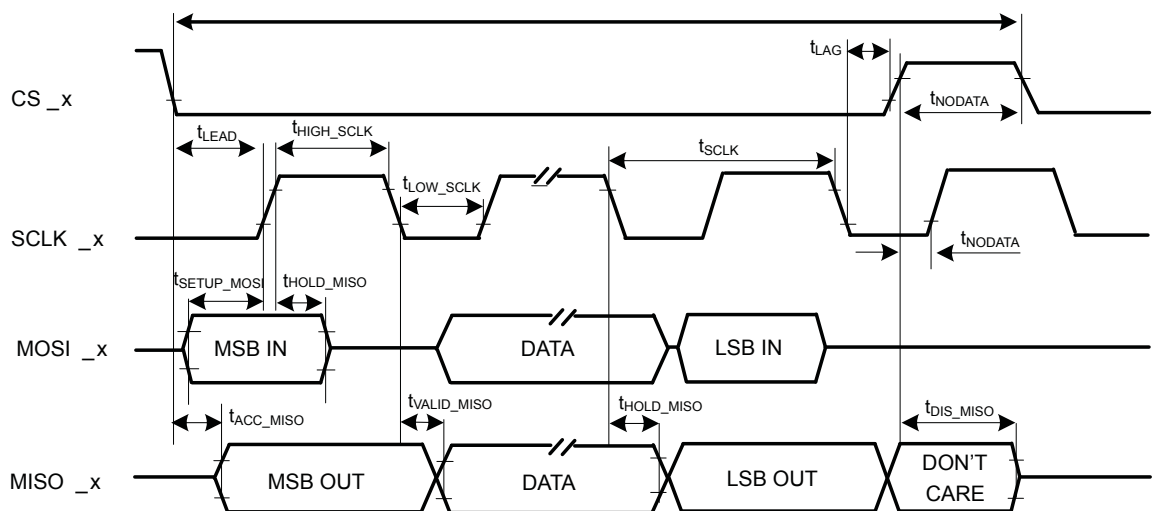 tLAG
CS _x
tNODATA
tLEAD
tHIGH_SCLK
tSCLK
tLOW_SCLK
SCLK _x
tNODATA
tSETUP_MOSI
tHOLD_MISO
MOSI _x
MSB IN
DATA
LSB IN
tACC_MISO
tVALID_MISO
tHOLD_MISO
tDIS_MISO
MISO _x
MSB OUT
DATA
LSB OUT
DON'T
CARE